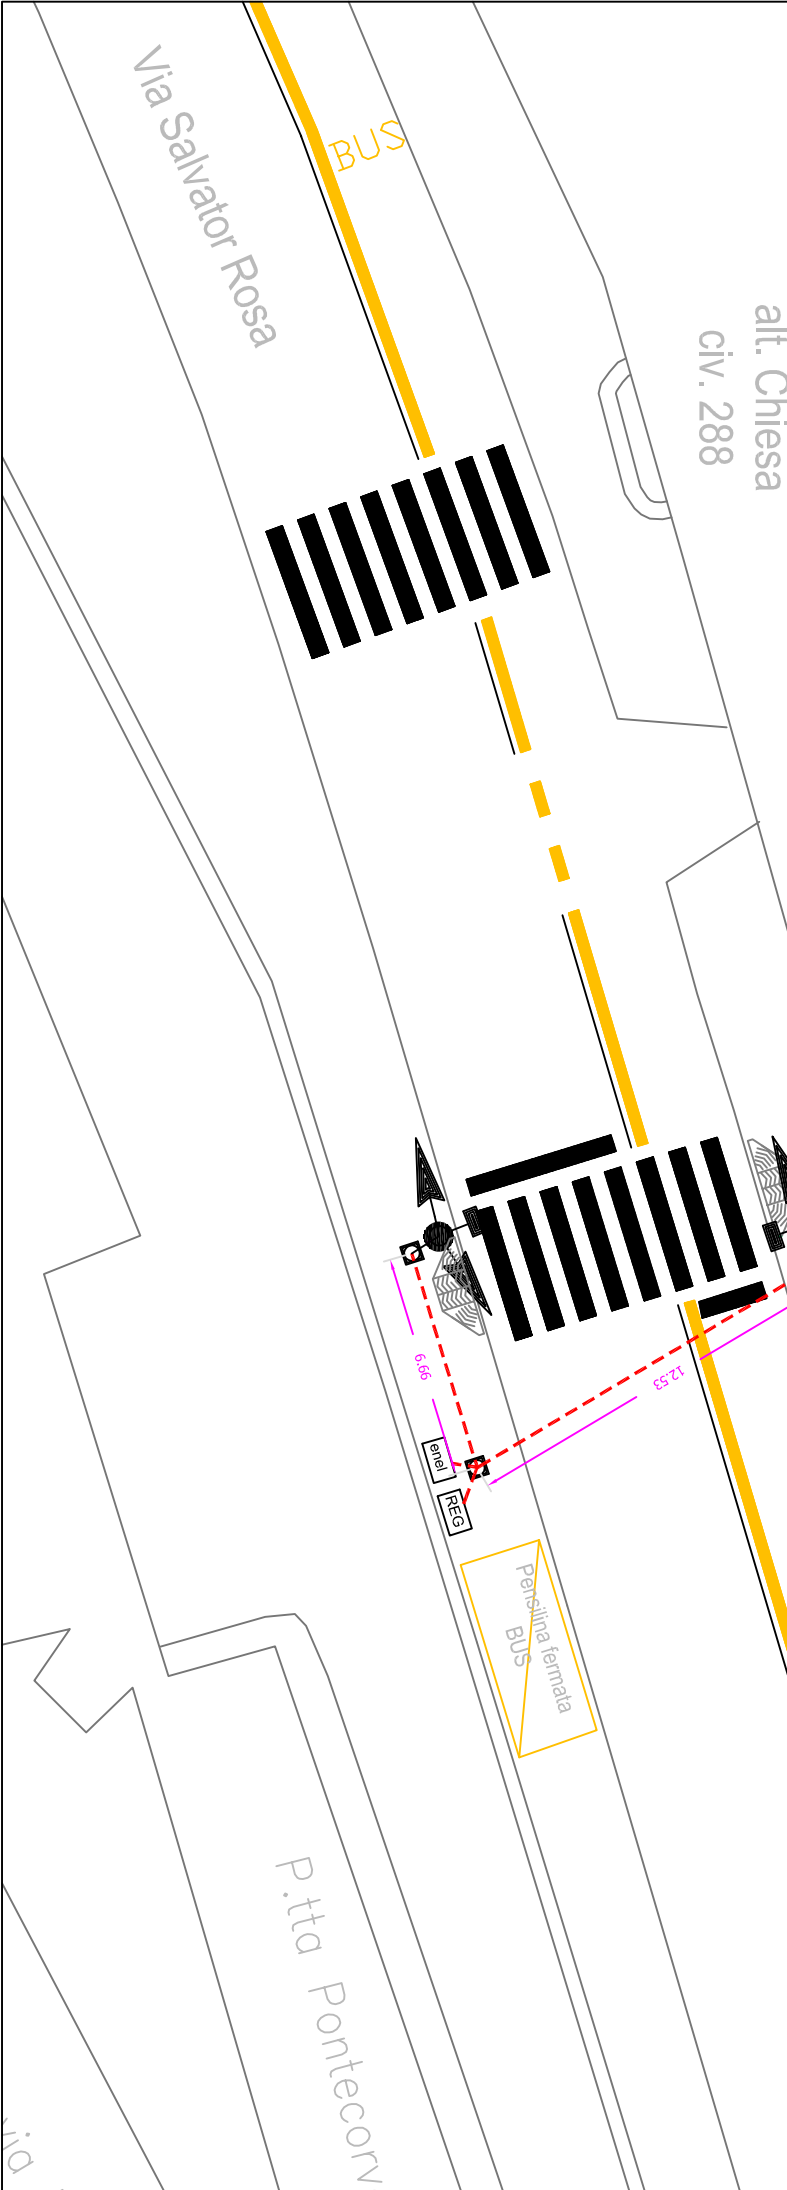 BUS
Via Salvator Rosa
alt. Chiesa
civ. 288
6.66
12.53
enel
REG
Pensilina fermata
BUS
P.tta Pontecorv
via